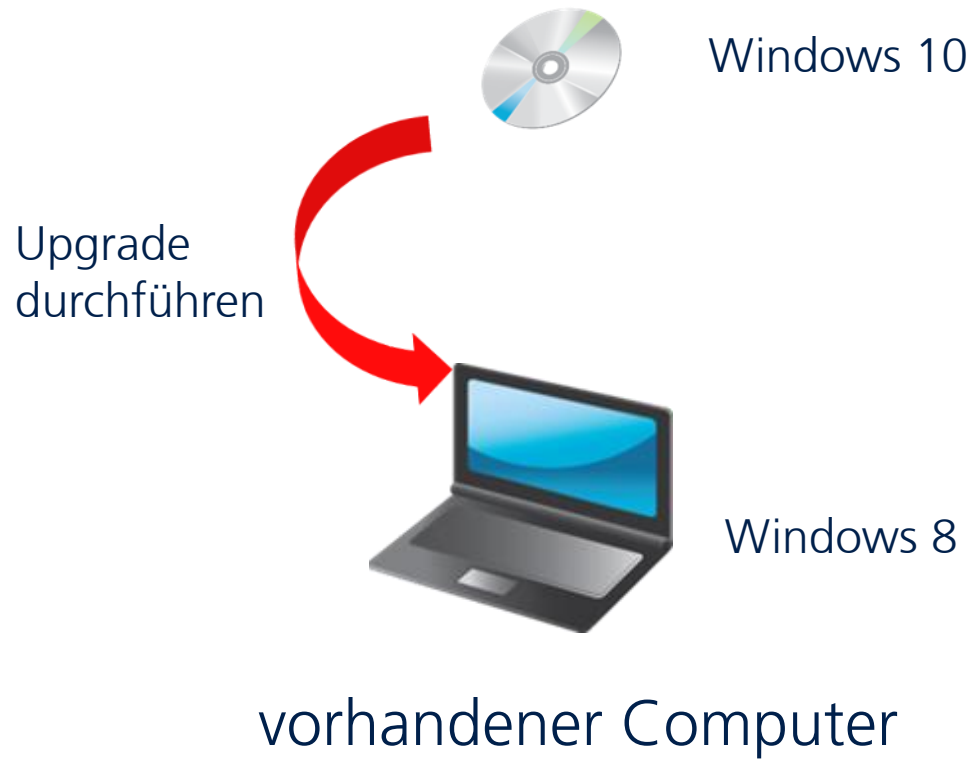 Windows 10
Upgrade
durchführen
Windows 8
vorhandener Computer